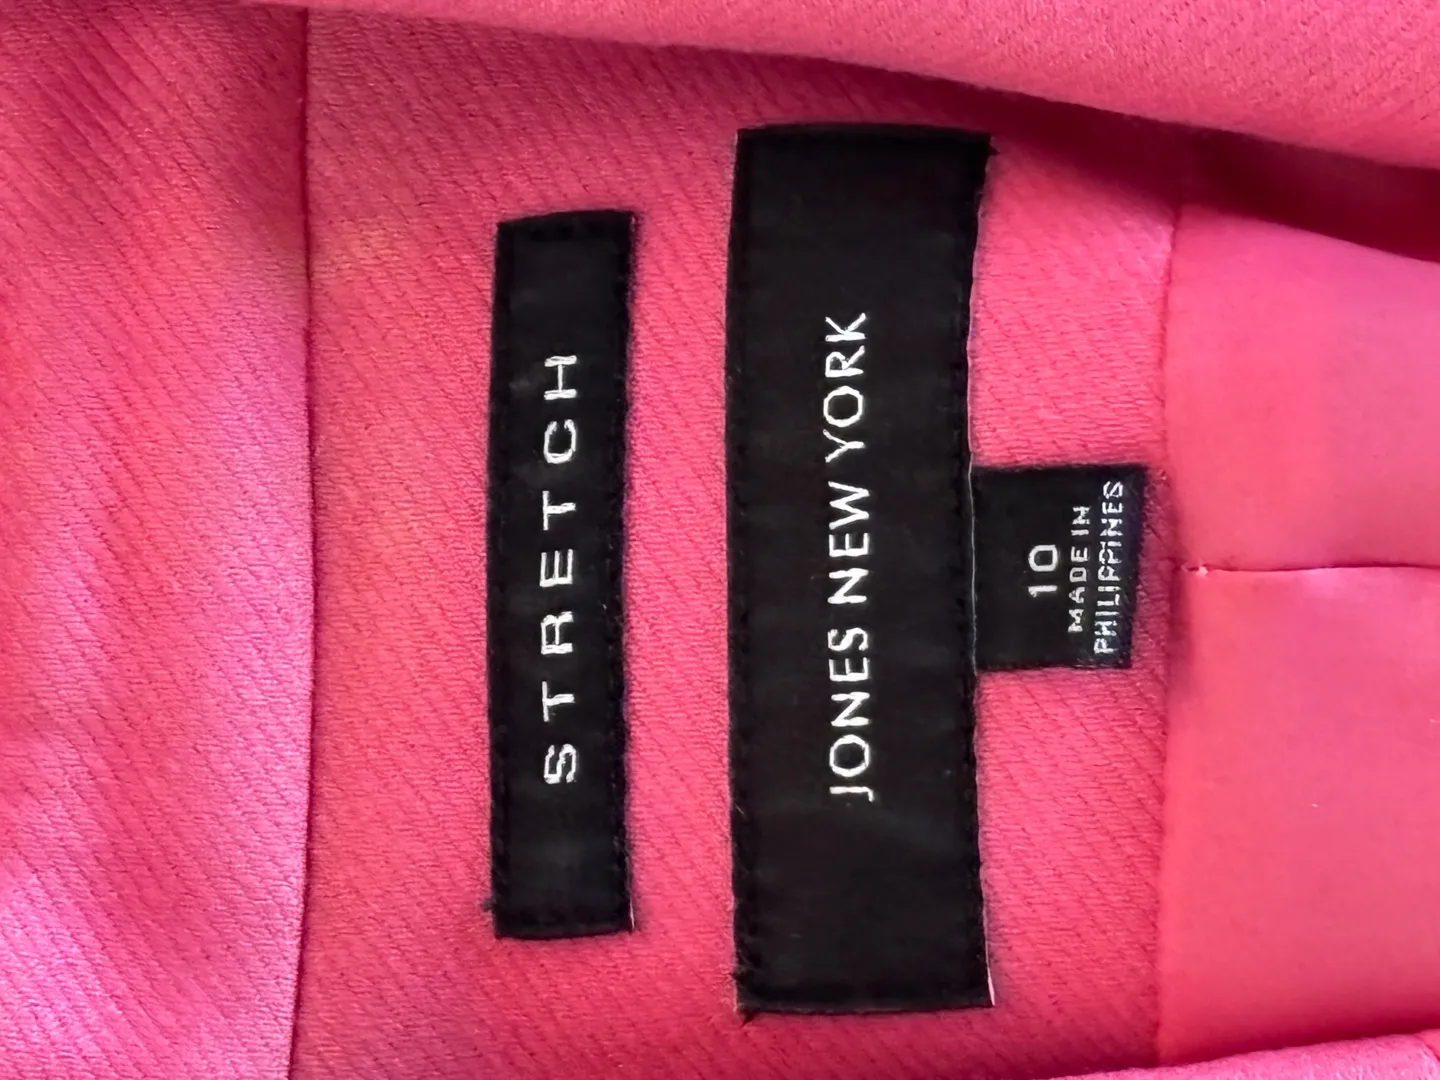 STRETCH
JONES NEW YORK
10
MADE IN
PHILIPPINES